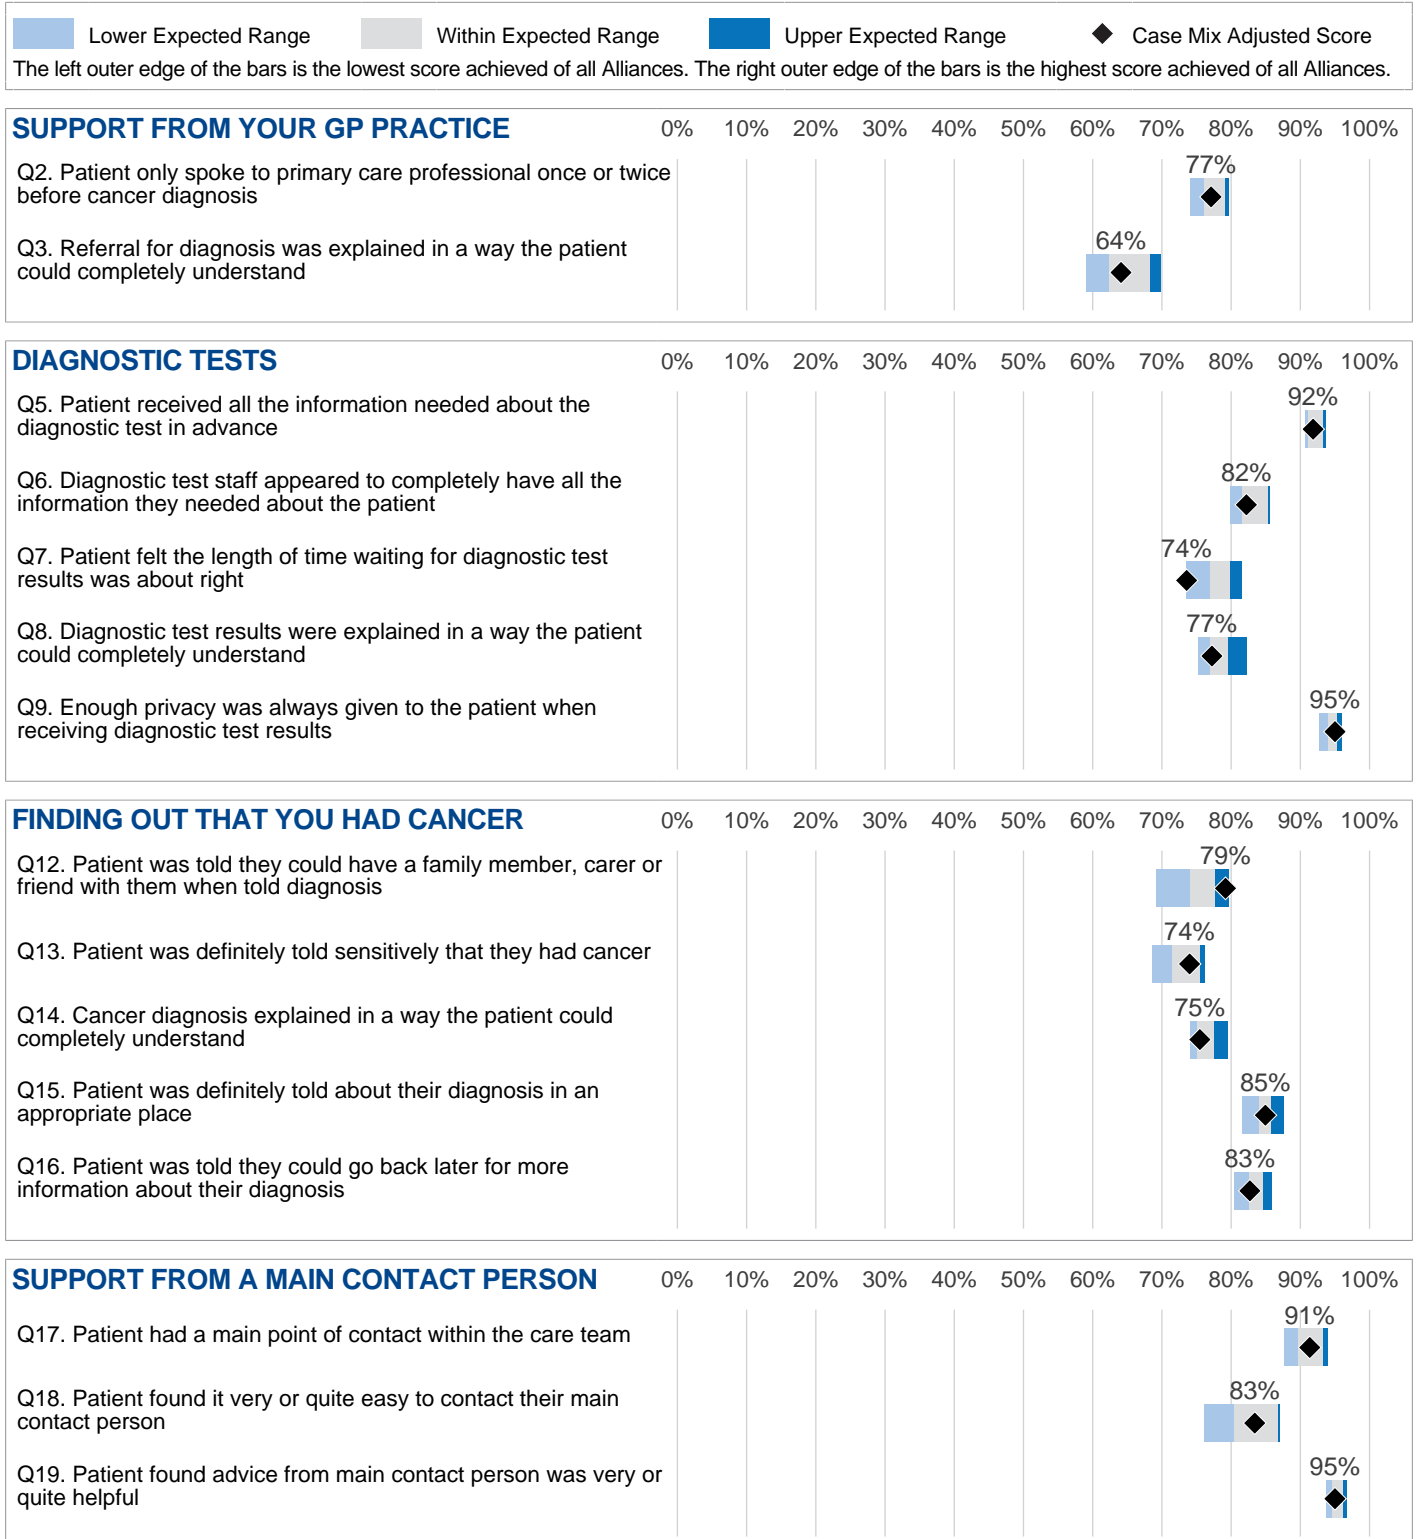 Lower Expected Range Within Expected Range Upper Expected Range Case Mix Adjusted Score
The left outer edge of the bars is the lowest score achieved of all Alliances. The right outer edge of the bars is the highest score achieved of all Alliances.
SUPPORT FROM YOUR GP PRACTICE 0% 10% 20% 30% 40% 50% 60% 70% 80% 90% 100%
Q2. Patient only spoke to primary care professional once or twice
before cancer diagnosis
77%
Q3. Referral for diagnosis was explained in a way the patient
could completely understand
64%
DIAGNOSTIC TESTS 0% 10% 20% 30% 40% 50% 60% 70% 80% 90% 100%
Q5. Patient received all the information needed about the
diagnostic test in advance
92%
Q6. Diagnostic test staff appeared to completely have all the
information they needed about the patient
82%
Q7. Patient felt the length of time waiting for diagnostic test
results was about right
74%
Q8. Diagnostic test results were explained in a way the patient
could completely understand
77%
Q9. Enough privacy was always given to the patient when
receiving diagnostic test results
95%
FINDING OUT THAT YOU HAD CANCER 0% 10% 20% 30% 40% 50% 60% 70% 80% 90% 100%
Q12. Patient was told they could have a family member, carer or
friend with them when told diagnosis
79%
Q13. Patient was definitely told sensitively that they had cancer
74%
Q14. Cancer diagnosis explained in a way the patient could
completely understand
75%
Q15. Patient was definitely told about their diagnosis in an
appropriate place
85%
Q16. Patient was told they could go back later for more
information about their diagnosis
83%
SUPPORT FROM A MAIN CONTACT PERSON 0% 10% 20% 30% 40% 50% 60% 70% 80% 90% 100%
Q17. Patient had a main point of contact within the care team
91%
Q18. Patient found it very or quite easy to contact their main
contact person
83%
Q19. Patient found advice from main contact person was very or
quite helpful
95%